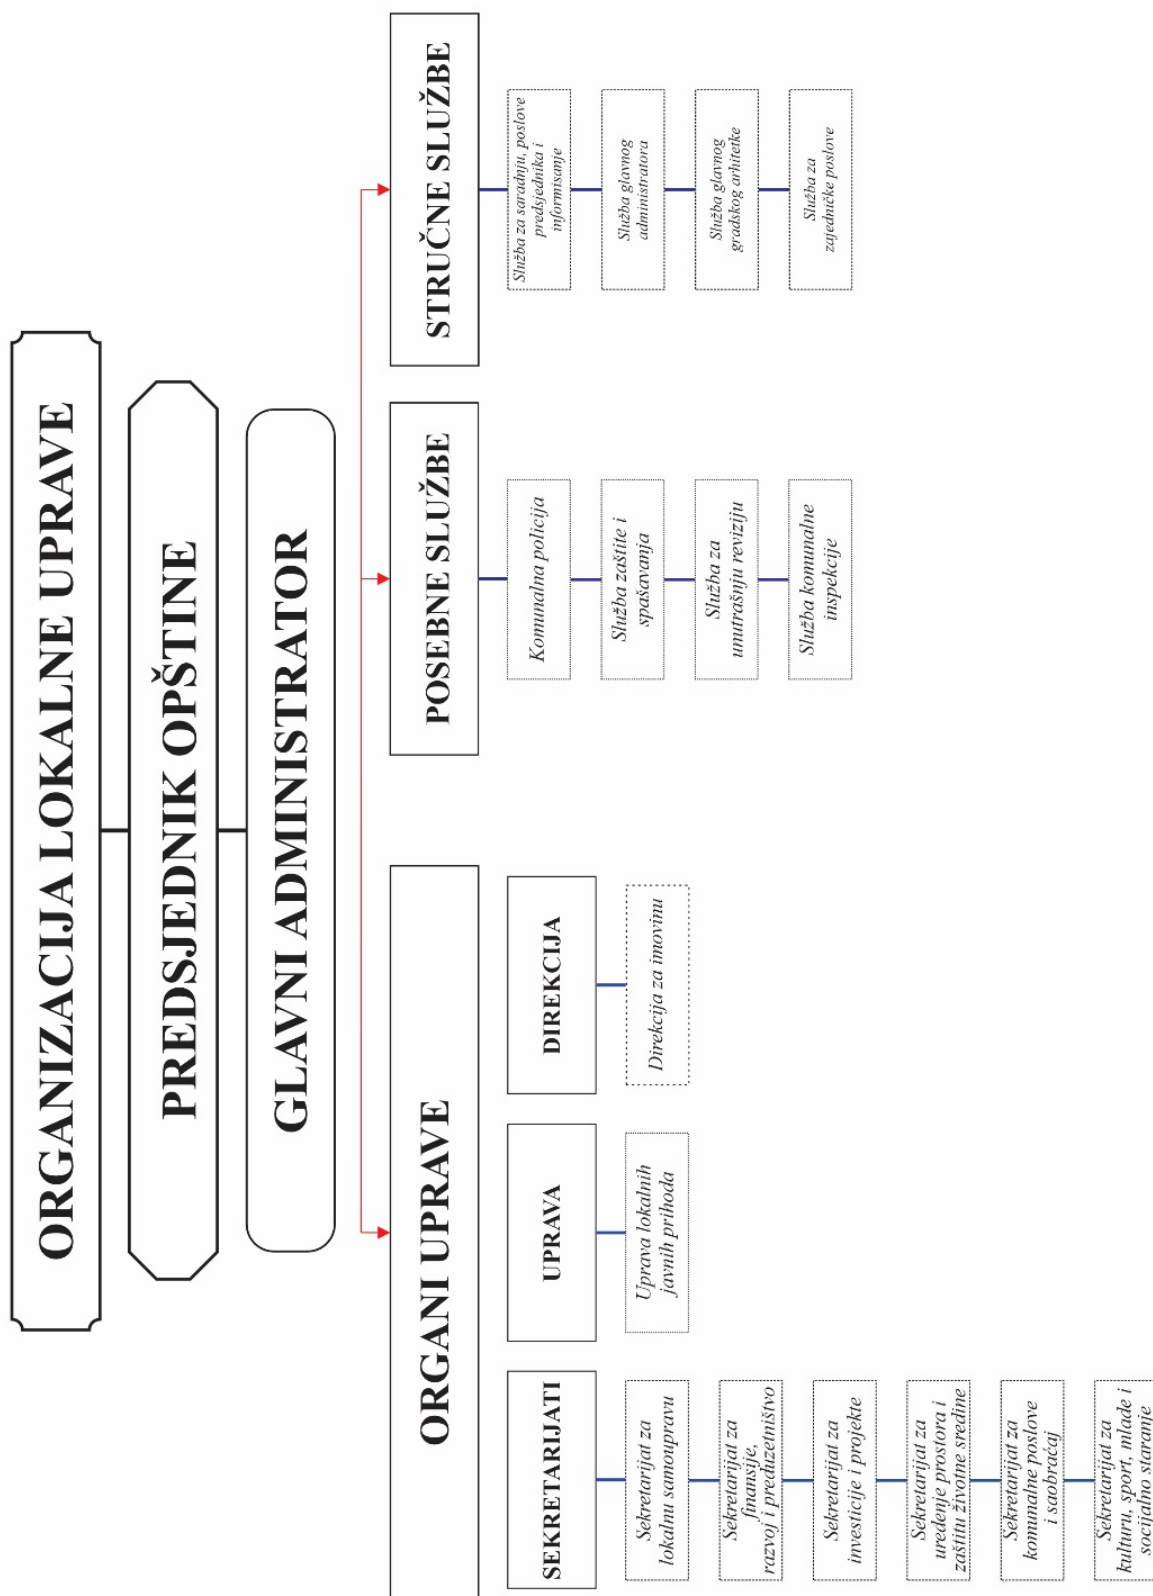 ORGANIZACIJA LOKALNE UPRAVE
PREDSJEDNIK OPŠTINE
GLAVNI ADMINISTRATOR
ORGANI UPRAVE
SEKRETARIJATI
Sekretarijat za
lokalnu samoupravu
Sekretarijat za
finansije,
razvoj i preduzetništvo
Sekretarijat za
investicije i projekte
Sekretarijat za
uređenje prostora i
zaštitu životne sredine
Sekretarijat za
komunalne poslove
i saobraćaj
Sekretarijat za
kulturu, sport, mlade i
socijalno staranje
UPRAVA
Uprava lokalnih
javnih prihoda
DIREKCIJA
Direkcija za imovinu
POSEBNE SLUŽBE
Komunalna policija
Služba zaštite i
spašavanja
Služba za
unutrašnju reviziju
Služba komunalne
inspekcije
STRUČNE SLUŽBE
Služba za saradnju, poslove
predsjednika i
informisanje
Služba glavnog
administratora
Služba glavnog
gradskog arhitetke
Služba za
zajedničke poslove